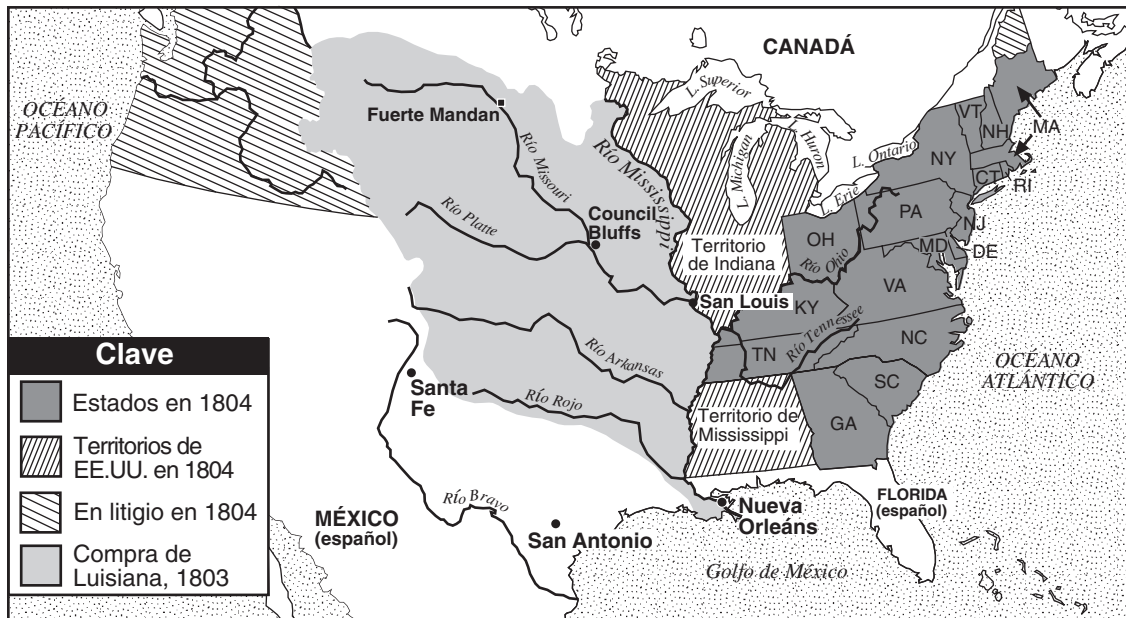 CANADÁ
OCÉANO
PACÍFICO
L. Superior
Fuerte Mandan
VT
NH
MA
Río Missouri
Río Mississippi
L. Michigan
Huron
L. Ontario
NY
CT
RI
L. Erie
Río Platte
Council
Bluffs
PA
NJ
OH
MD
DE
Territorio
de Indiana
Río Ohio
VA
San Louis
KY
Río Tennessee
NC
TN
Río Arkansas
OCÉANO
ATLÁNTICO
Santa
Fe
Río Rojo
SC
Territorio de
Mississippi
GA
Río Bravo
MÉXICO
(español)
San Antonio
Nueva
Orleáns
FLORIDA
(español)
Golfo de México
Clave
Estados en 1804
Territorios de
EE.UU. en 1804
En litigio en 1804
Compra de
Luisiana, 1803